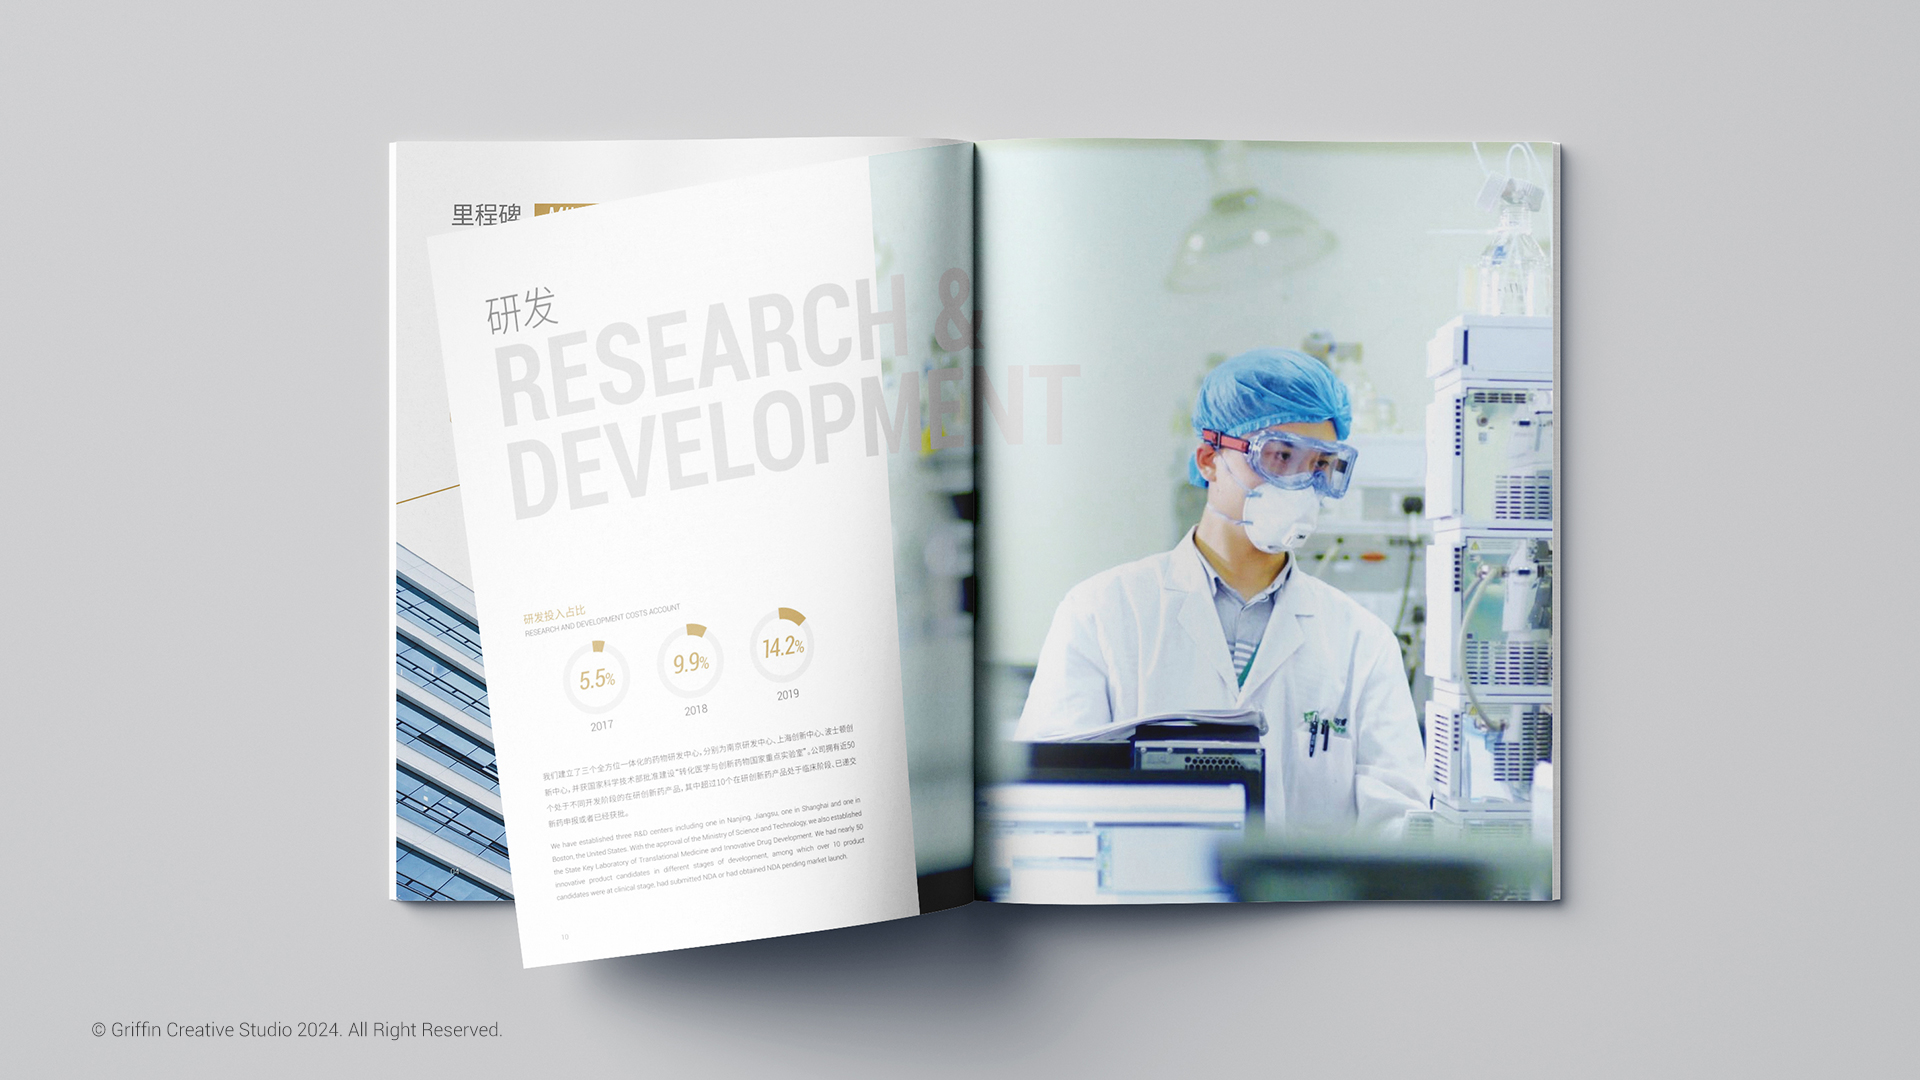 里程碑
研发
RESEARCH &
DEVELOPMENT
研发投入占比
RESEARCH AND DEVELOPMENT COSTS ACCOUNT
5.5%
9.9%
14.2%
2017
2018
2019
我们建立了三个全方位一体化的药物研发中心，分别为南京研发中心、上海创新中心、波士顿创
新中心，并获国家科学技术部批准建设“转化医学与创新药物国家重点实验室”。公司拥有近50
个处于不同开发阶段的在研创新药产品，其中超过10个在研创新药产品处于临床阶段、已递交
新药申报或者已经获批。
We have established three R&D centers including one in Nanjing, Jiangsu, one in Shanghai and one in
Boston, the United States. With the approval of the Ministry of Science and Technology, we also established
the State Key Laboratory of Translational Medicine and Innovative Drug Development. We had nearly 50
innovative product candidates in different stages of development, among which over 10 product
candidates were at clinical stage, had submitted NDA or had obtained NDA pending market launch.
10
© Griffin Creative Studio 2024. All Right Reserved.